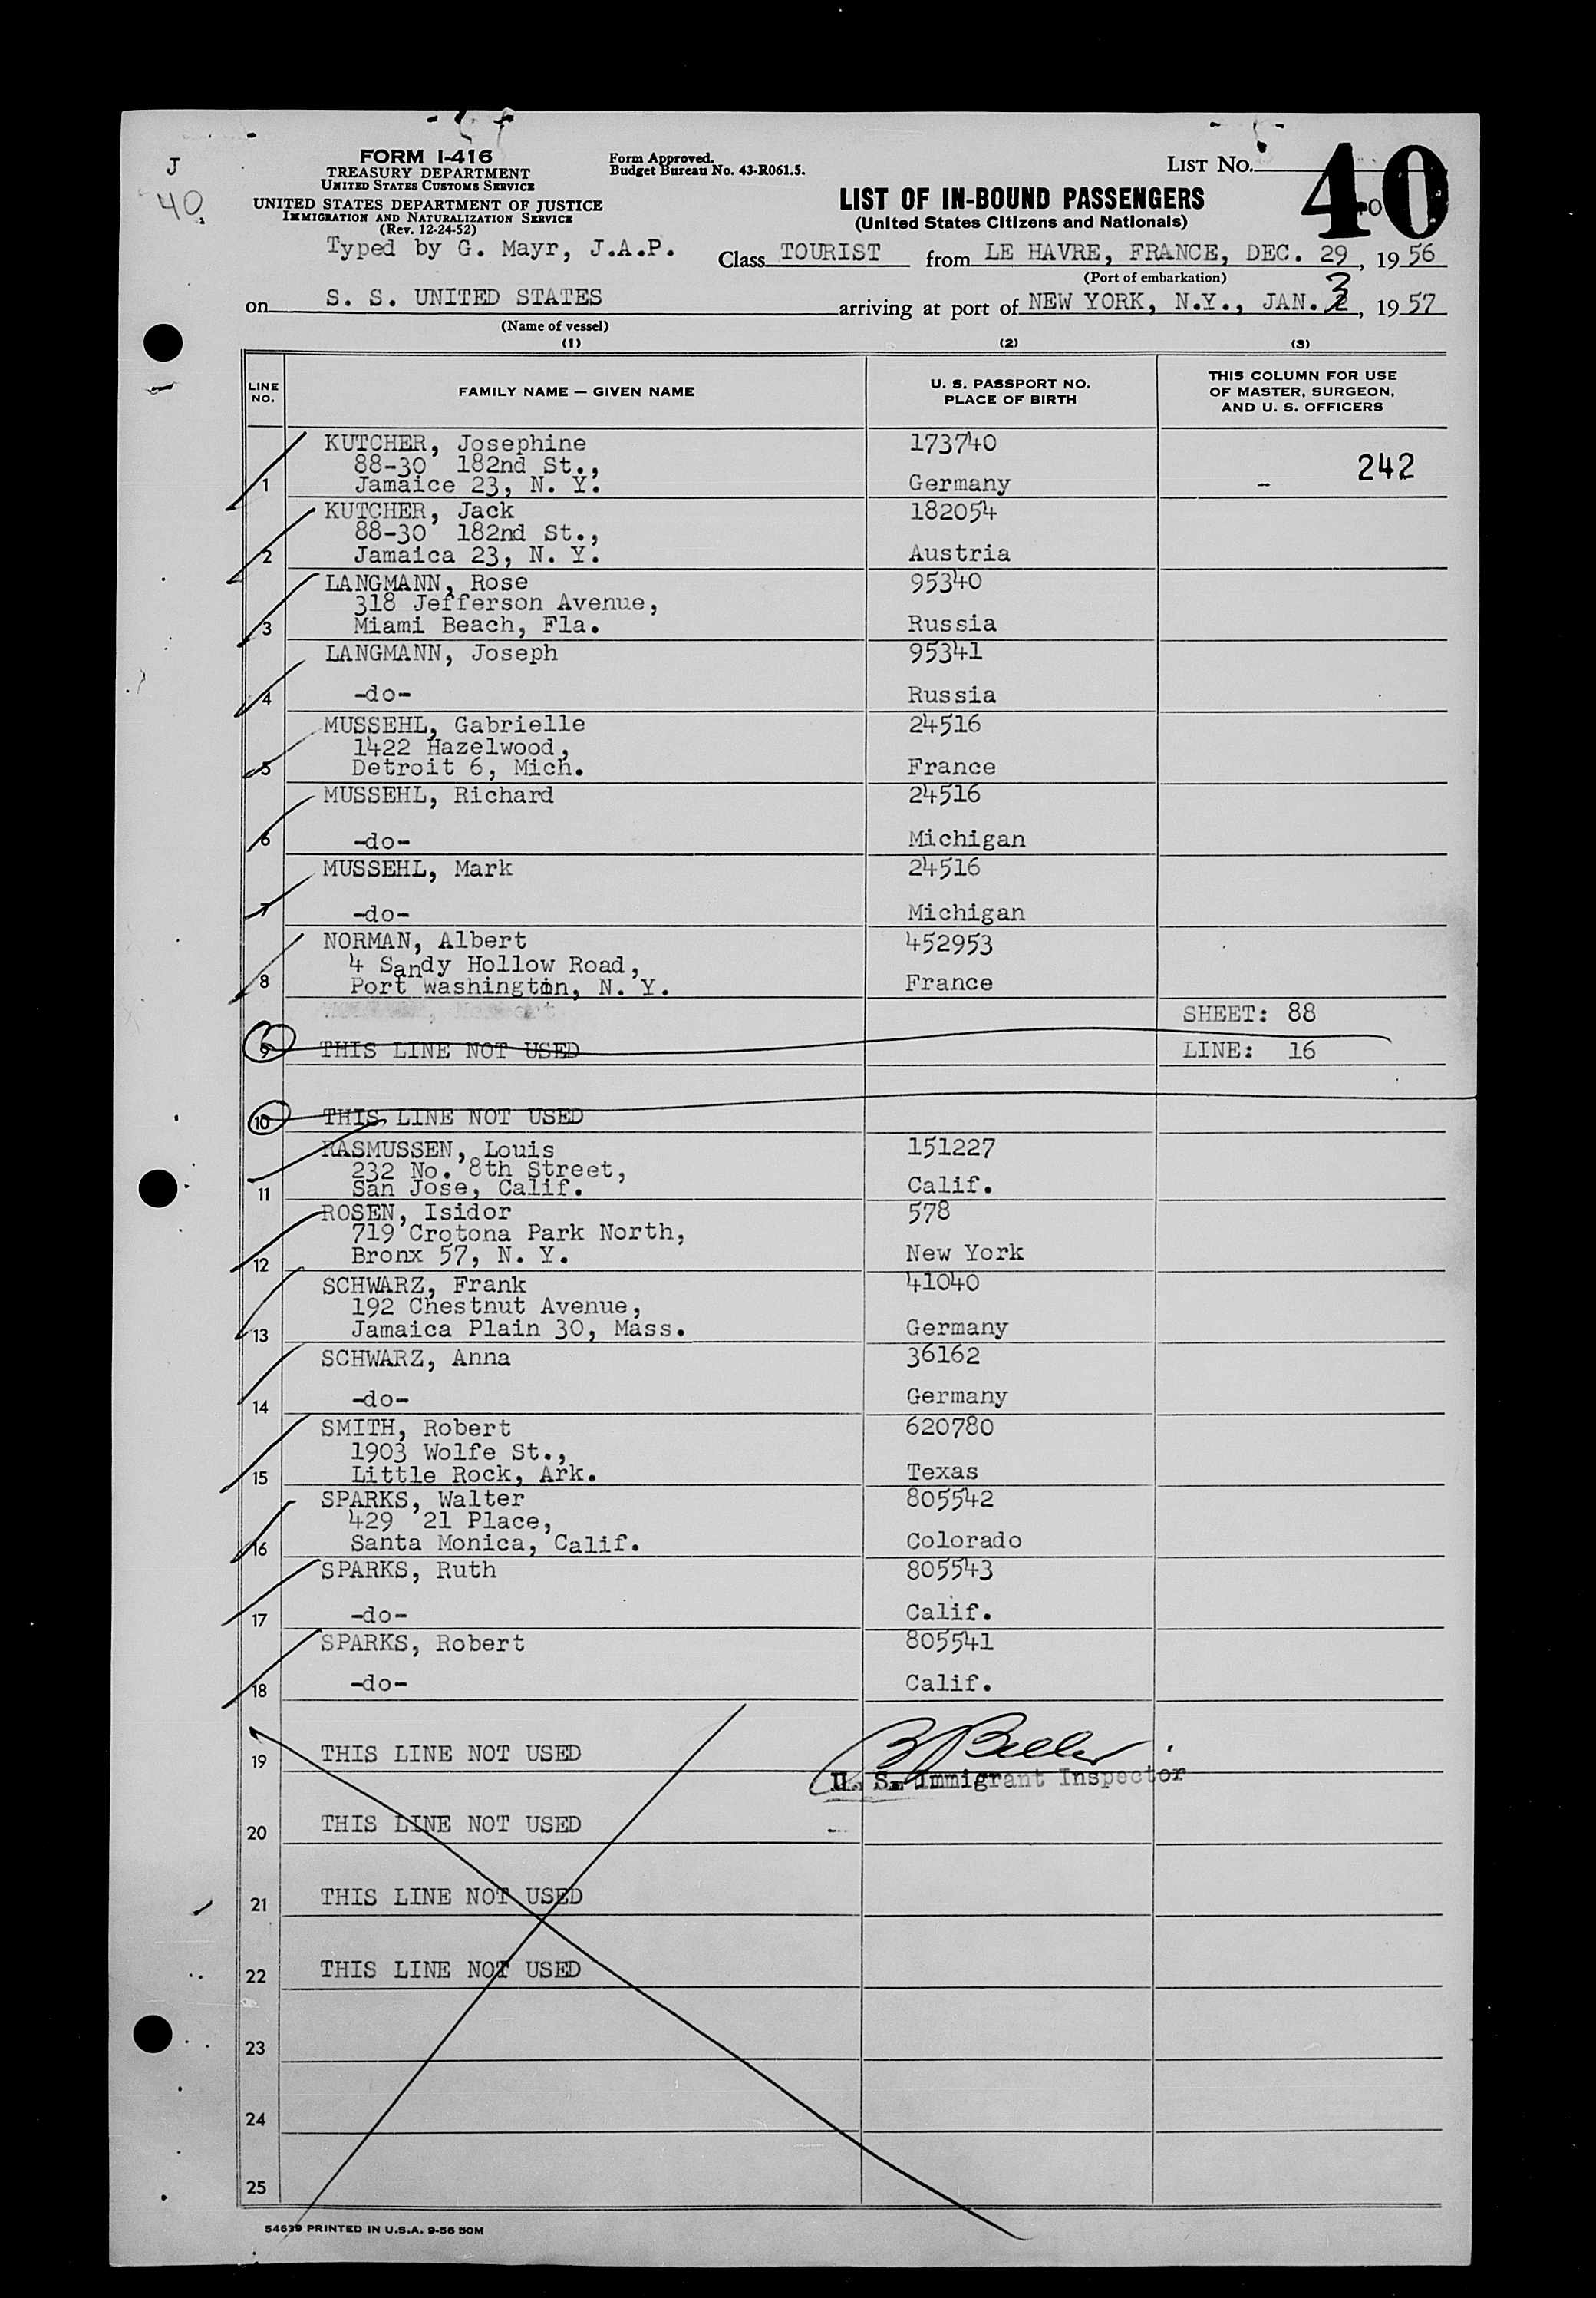 J
40
FORM I-416
TREASURY DEPARTMENT
UNITED STATES CUSTOMS SERVICE
UNITED STATES DEPARTMENT OF JUSTICE
IMMIGRATION AND NATURALIZATION SERVICE
(Rev. 12-24-52)
Typed by G. Mayr, J.A.P.
Form Approved.
Budget Bureau No. 43-R061.5.
LIST NO. 40
LIST OF IN-BOUND PASSENGERS
(United States Citizens and Nationals)
Class TOURIST from LE HAVRE, FRANCE, DEC. 29, 1956
(Port of embarkation)
on S. S. UNITED STATES arriving at port of NEW YORK, N.Y., JAN. 3, 1957
(Name of vessel)
(1) (2) (3)
LINE NO. FAMILY NAME — GIVEN NAME U. S. PASSPORT NO. PLACE OF BIRTH THIS COLUMN FOR USE OF MASTER, SURGEON, AND U. S. OFFICERS
KUTCHER, Josephine 173740
88-30 182nd St., 242
1 Jamaice 23, N. Y. Germany -
KUTCHER, Jack 182054
88-30 182nd St.,
2 Jamaica 23, N. Y. Austria
LANGMANN, Rose 95340
318 Jefferson Avenue,
3 Miami Beach, Fla. Russia
LANGMANN, Joseph 95341
4 -do- Russia
MUSSEHL, Gabrielle 24516
1422 Hazelwood,
5 Detroit 6, Mich. France
MUSSEHL, Richard 24516
6 -do- Michigan
MUSSEHL, Mark 24516
7 -do- Michigan
NORMAN, Albert 452953
4 Sandy Hollow Road,
8 Port washington, N. Y. France
SHEET: 88
9 THIS LINE NOT USED LINE: 16
10 THIS LINE NOT USED
RASMUSSEN, Louis 151227
232 No. 8th Street,
11 San Jose, Calif. Calif.
ROSEN, Isidor 578
719 Crotona Park North,
12 Bronx 57, N. Y. New York
SCHWARZ, Frank 41040
192 Chestnut Avenue,
13 Jamaica Plain 30, Mass. Germany
SCHWARZ, Anna 36162
14 -do- Germany
SMITH, Robert 620780
1903 Wolfe St.,
15 Little Rock, Ark. Texas
SPARKS, Walter 805542
429 21 Place,
16 Santa Monica, Calif. Colorado
SPARKS, Ruth 805543
17 -do- Calif.
SPARKS, Robert 805541
18 -do- Calif.
19 THIS LINE NOT USED
U. S. Immigrant Inspector
20 THIS LINE NOT USED
21 THIS LINE NOT USED
22 THIS LINE NOT USED
23
24
25
54639 PRINTED IN U.S.A. 9-56 50M